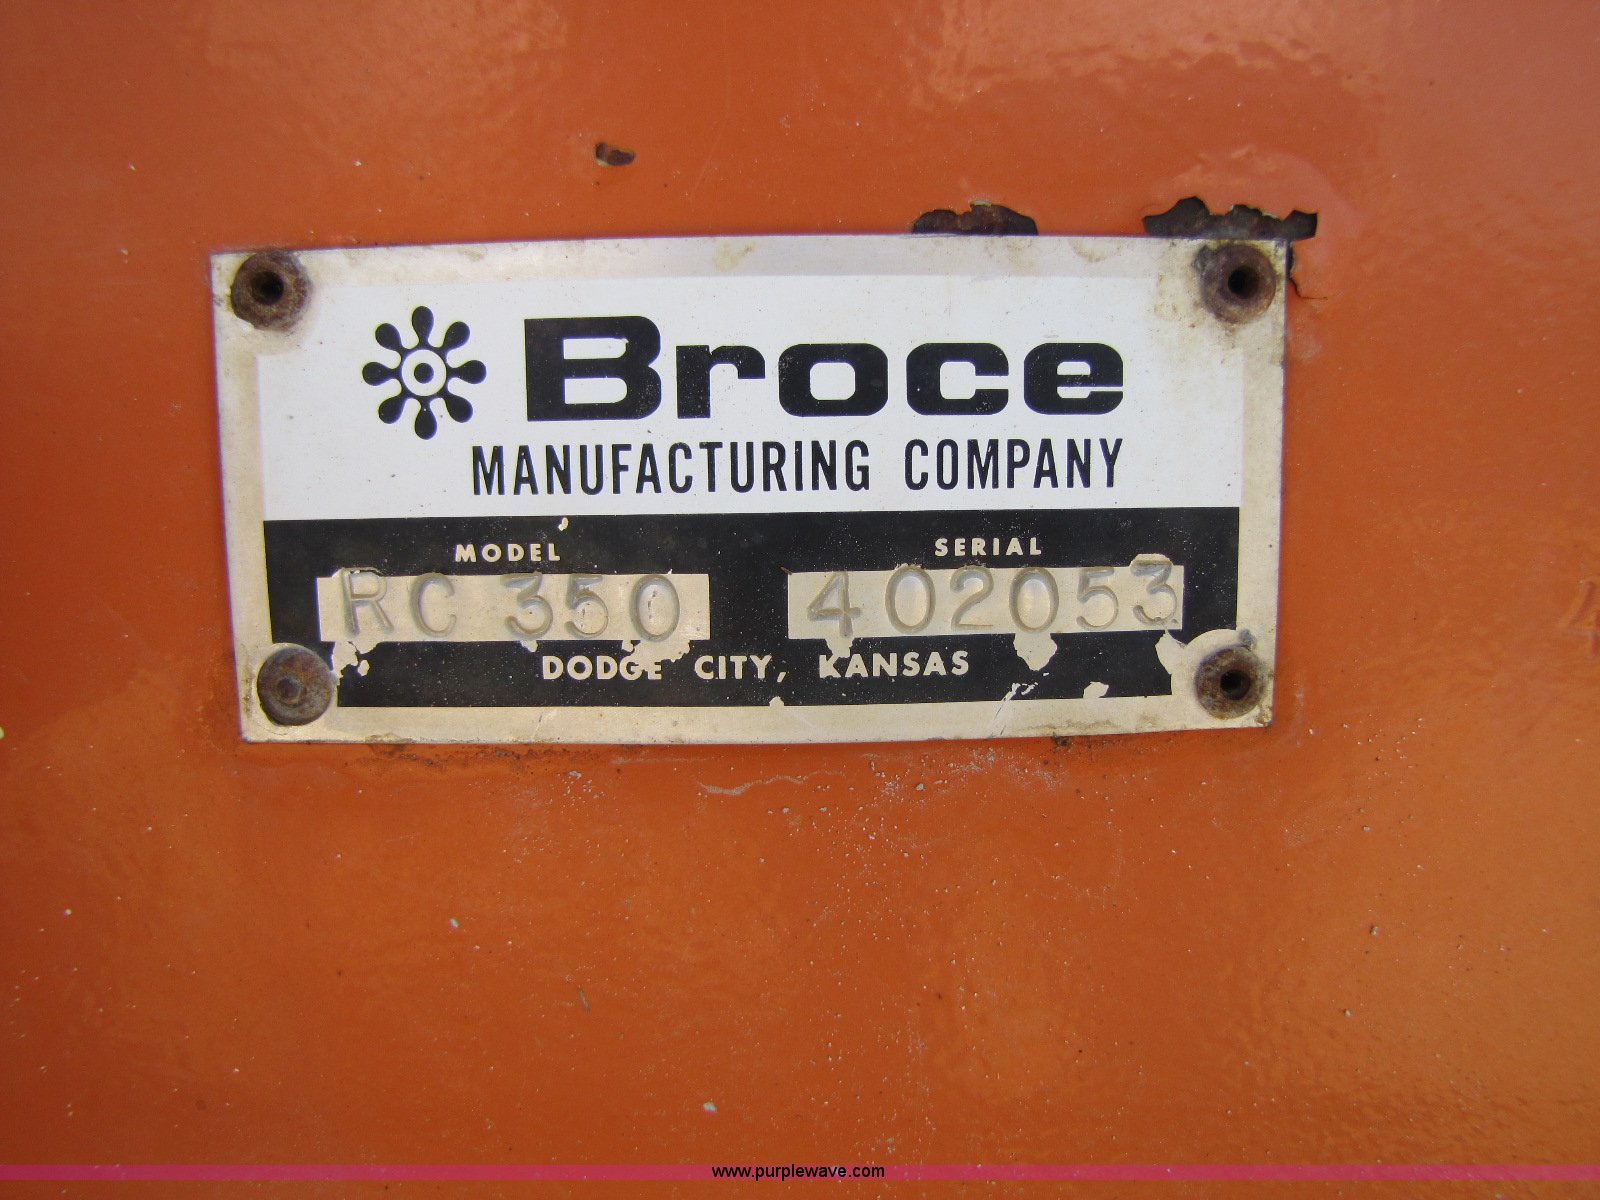 Broce
MANUFACTURING COMPANY
MODEL SERIAL
RC 350 402053
DODGE CITY, KANSAS
www.purplewave.com